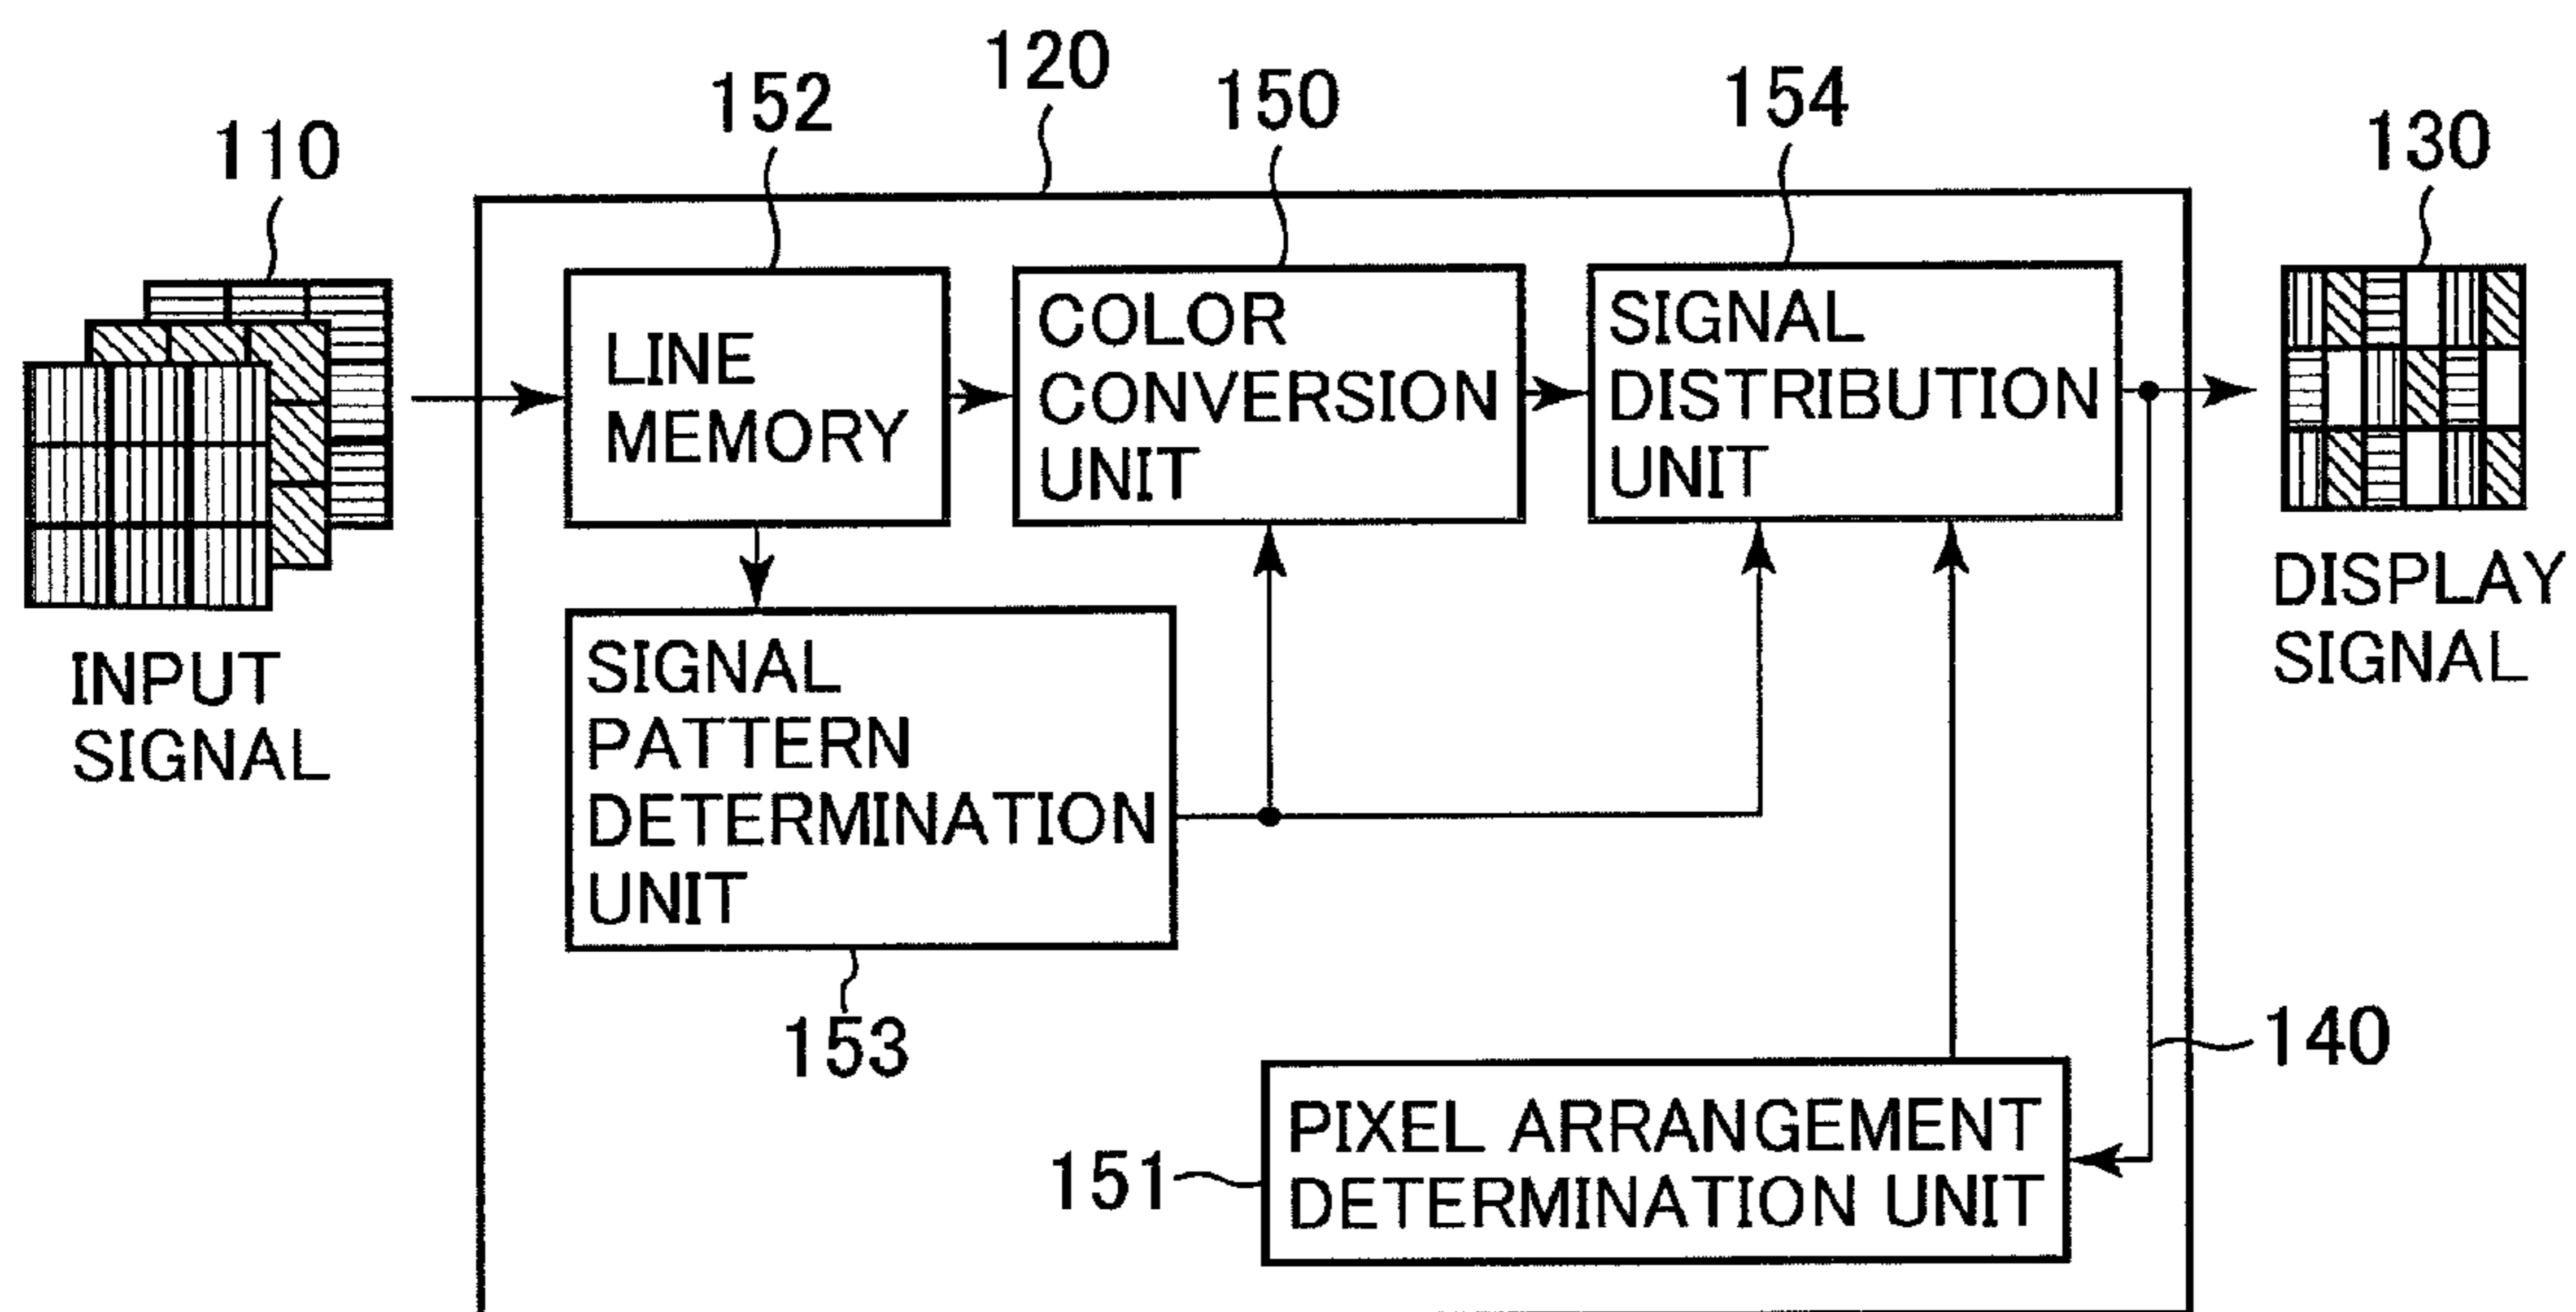 120
152
150
154
110
130
LINE
MEMORY
COLOR
CONVERSION
UNIT
SIGNAL
DISTRIBUTION
UNIT
INPUT
SIGNAL
DISPLAY
SIGNAL
SIGNAL
PATTERN
DETERMINATION
UNIT
153
140
151
PIXEL ARRANGEMENT
DETERMINATION UNIT